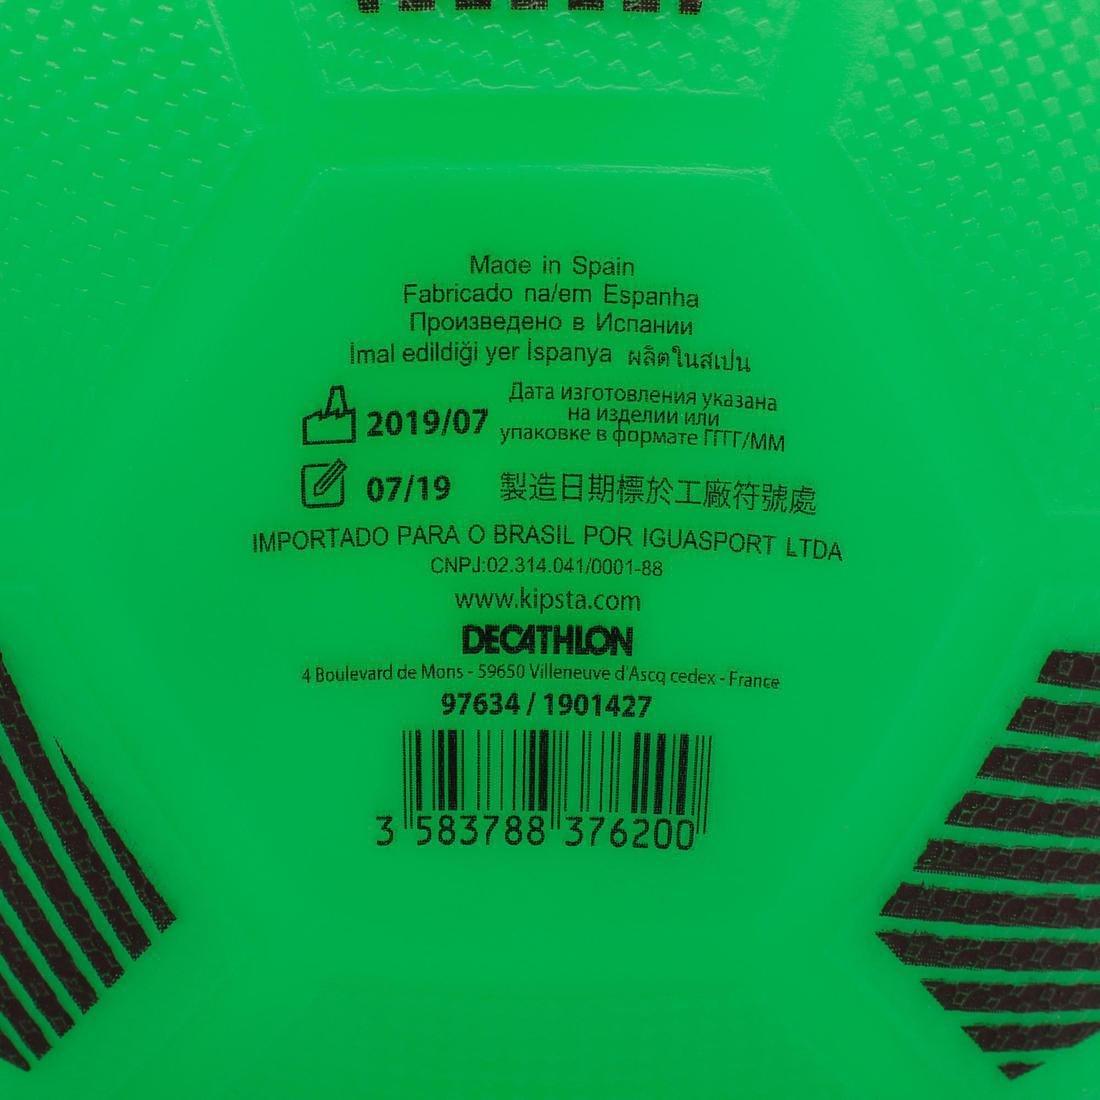 Made in Spain
Fabricado na/em Espanha
Произведено в Испании
İmal edildiği yer İspanya ผลิตในสเปน
2019/07
Дата изготовления указана
на изделии или
упаковке в формате ГГГГ/ММ
07/19 製造日期標於工廠符號處
IMPORTADO PARA O BRASIL POR IGUASPORT LTDA
CNPJ:02.314.041/0001-88
www.kipsta.com
DECATHLON
4 Boulevard de Mons - 59650 Villeneuve d'Ascq cedex - France
97634 / 1901427
3 583788 376200